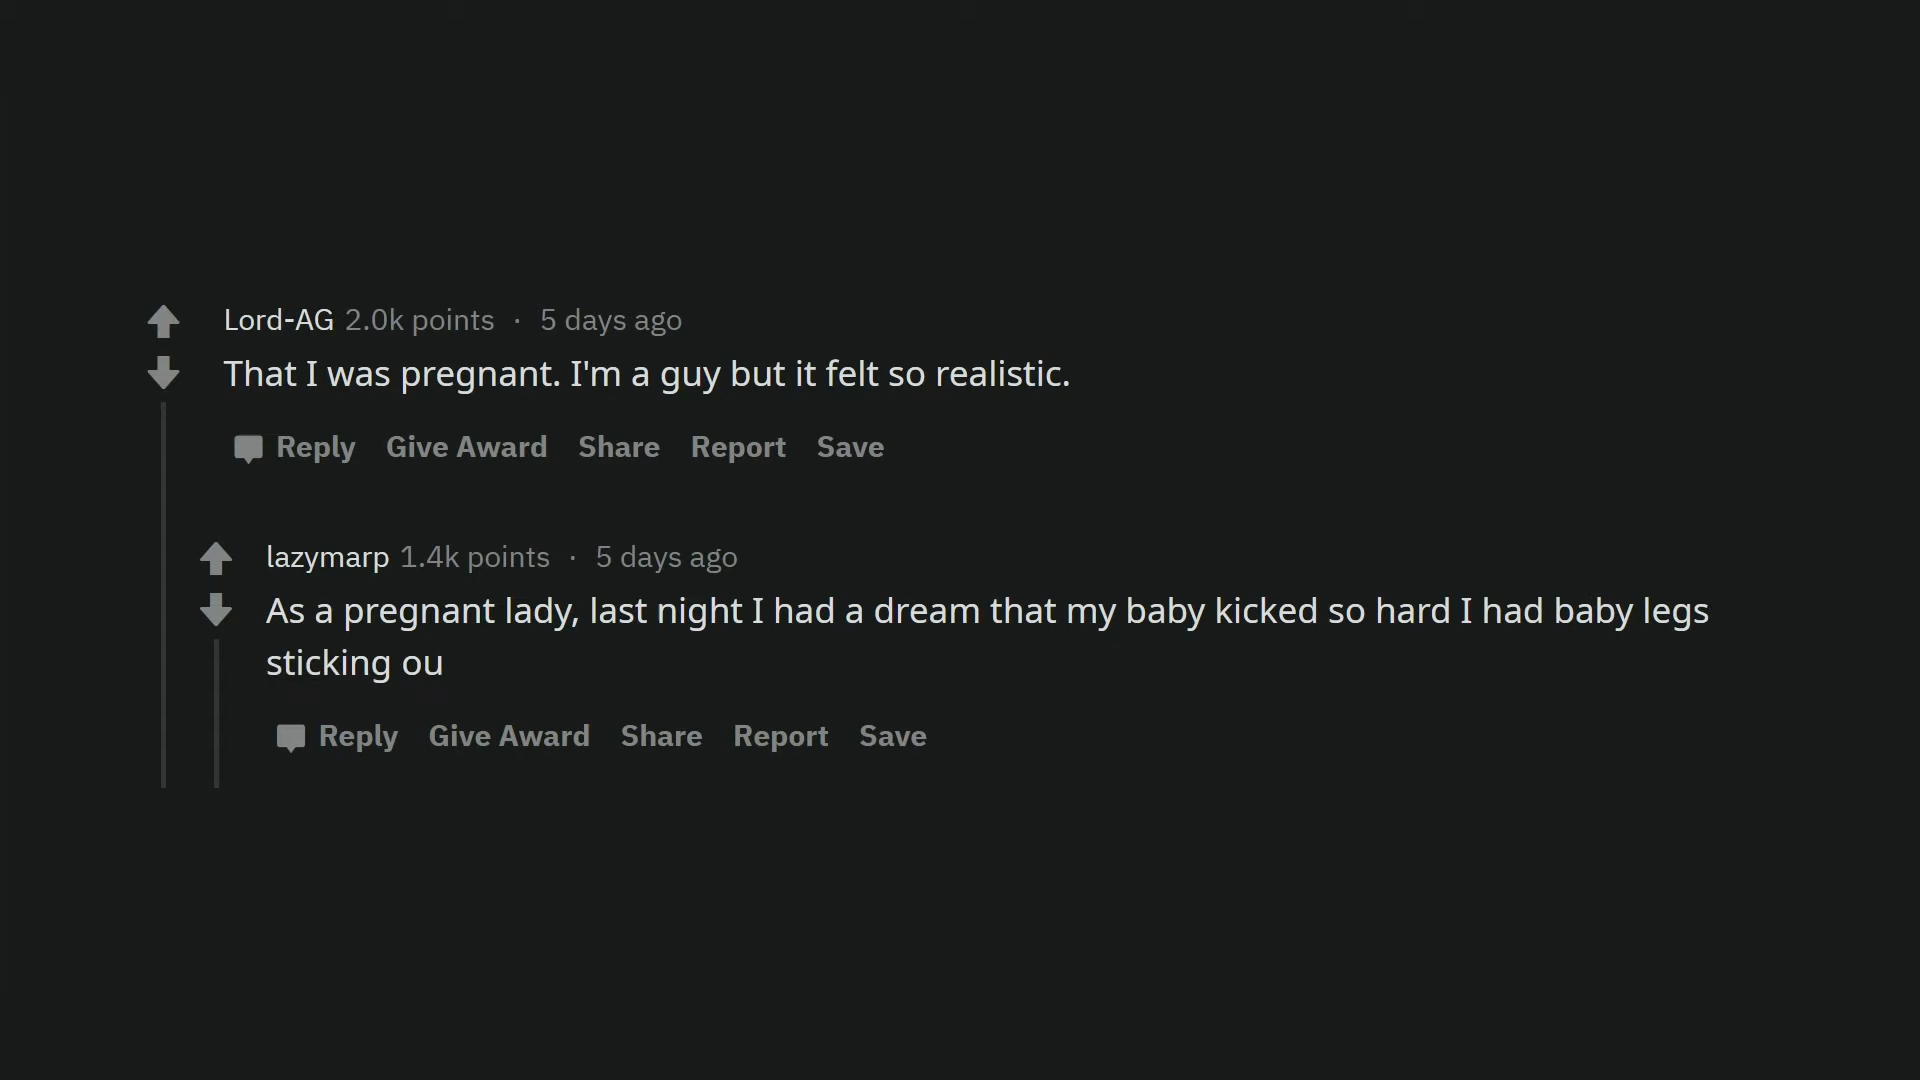 Lord-AG 2.0k points · 5 days ago
That I was pregnant. I'm a guy but it felt so realistic.
Reply Give Award Share Report Save
lazymarp 1.4k points · 5 days ago
As a pregnant lady, last night I had a dream that my baby kicked so hard I had baby legs
sticking ou
Reply Give Award Share Report Save